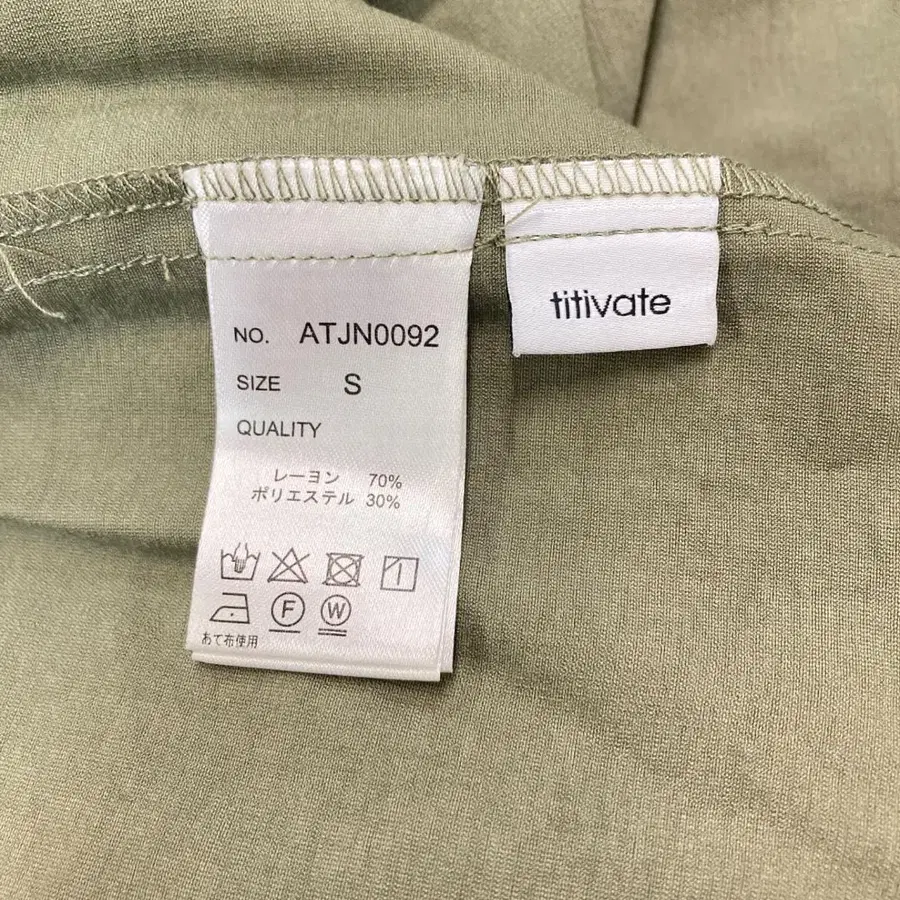 NO. ATJN0092
SIZE S
QUALITY
レーヨン 70%
ポリエステル 30%
F W
あて布使用
titivate